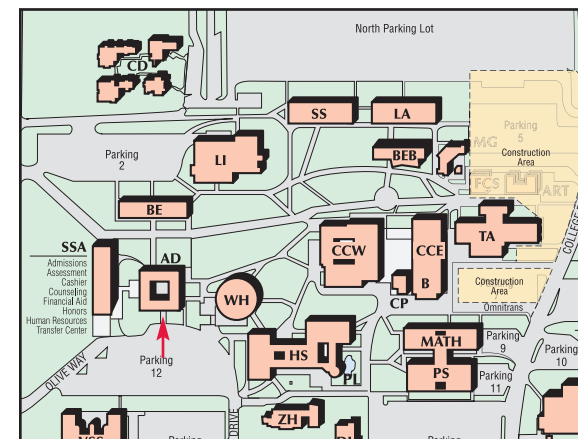 North Parking Lot
CD
SS
LA
Parking
5
MG
Construction
Area
Parking
2
LI
BEB
FCS
ART
BE
COLLEGE
SSA
Admissions
Assessment
Cashier
Counseling
Financial Aid
Honors
Human Resources
Transfer Center
AD
WH
CCW
CCE
B
CP
TA
Construction
Area
Omnitrans
OLIVE WAY
Parking
12
HS
PL
MATH
PS
Parking
9
Parking
10
Parking
11
ZH
DRIVE
Parking
Parking